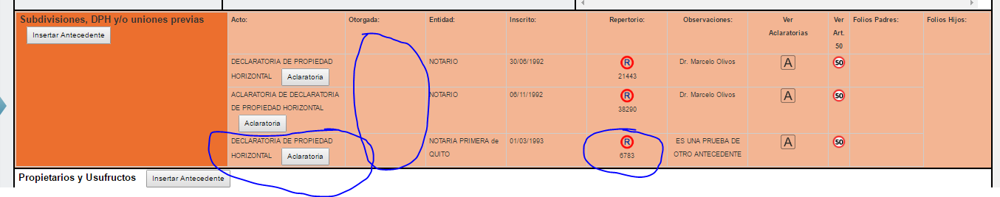 Subdivisiones, DPH y/o uniones previas
Insertar Antecedente
Acto: Otorgada: Entidad: Inscrito: Repertorio: Observaciones: Ver Aclaratorias Ver Art. 50 Folios Padres: Folios Hijos:
DECLARATORIA DE PROPIEDAD NOTARIO 30/06/1992 R Dr. Marcelo Olivos A 50
HORIZONTAL Aclaratoria 21443
ACLARATORIA DE DECLARATORIA NOTARIO 06/11/1992 R Dr. Marcelo Olivos A 50
DE PROPIEDAD HORIZONTAL 38290
Aclaratoria
DECLARATORIA DE PROPIEDAD NOTARIA PRIMERA de 01/03/1993 R ES UNA PRUEBA DE A 50
HORIZONTAL Aclaratoria QUITO 6783 OTRO ANTECEDENTE
Propietarios y Usufructo Insertar Antecedente